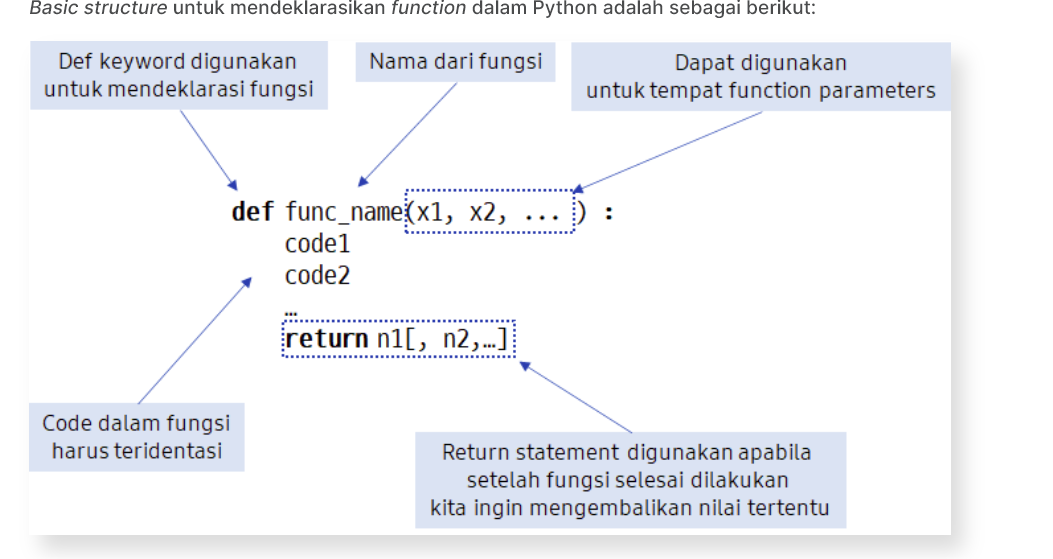 Basic structure untuk mendeklarasikan function dalam Python adalah sebagai berikut:
Def keyword digunakan
untuk mendeklarasi fungsi
Nama dari fungsi
Dapat digunakan
untuk tempat function parameters
def func_name(x1, x2, ... ) :
code1
code2
…
return n1[, n2,…]
Code dalam fungsi
harus teridentasi
Return statement digunakan apabila
setelah fungsi selesai dilakukan
kita ingin mengembalikan nilai tertentu